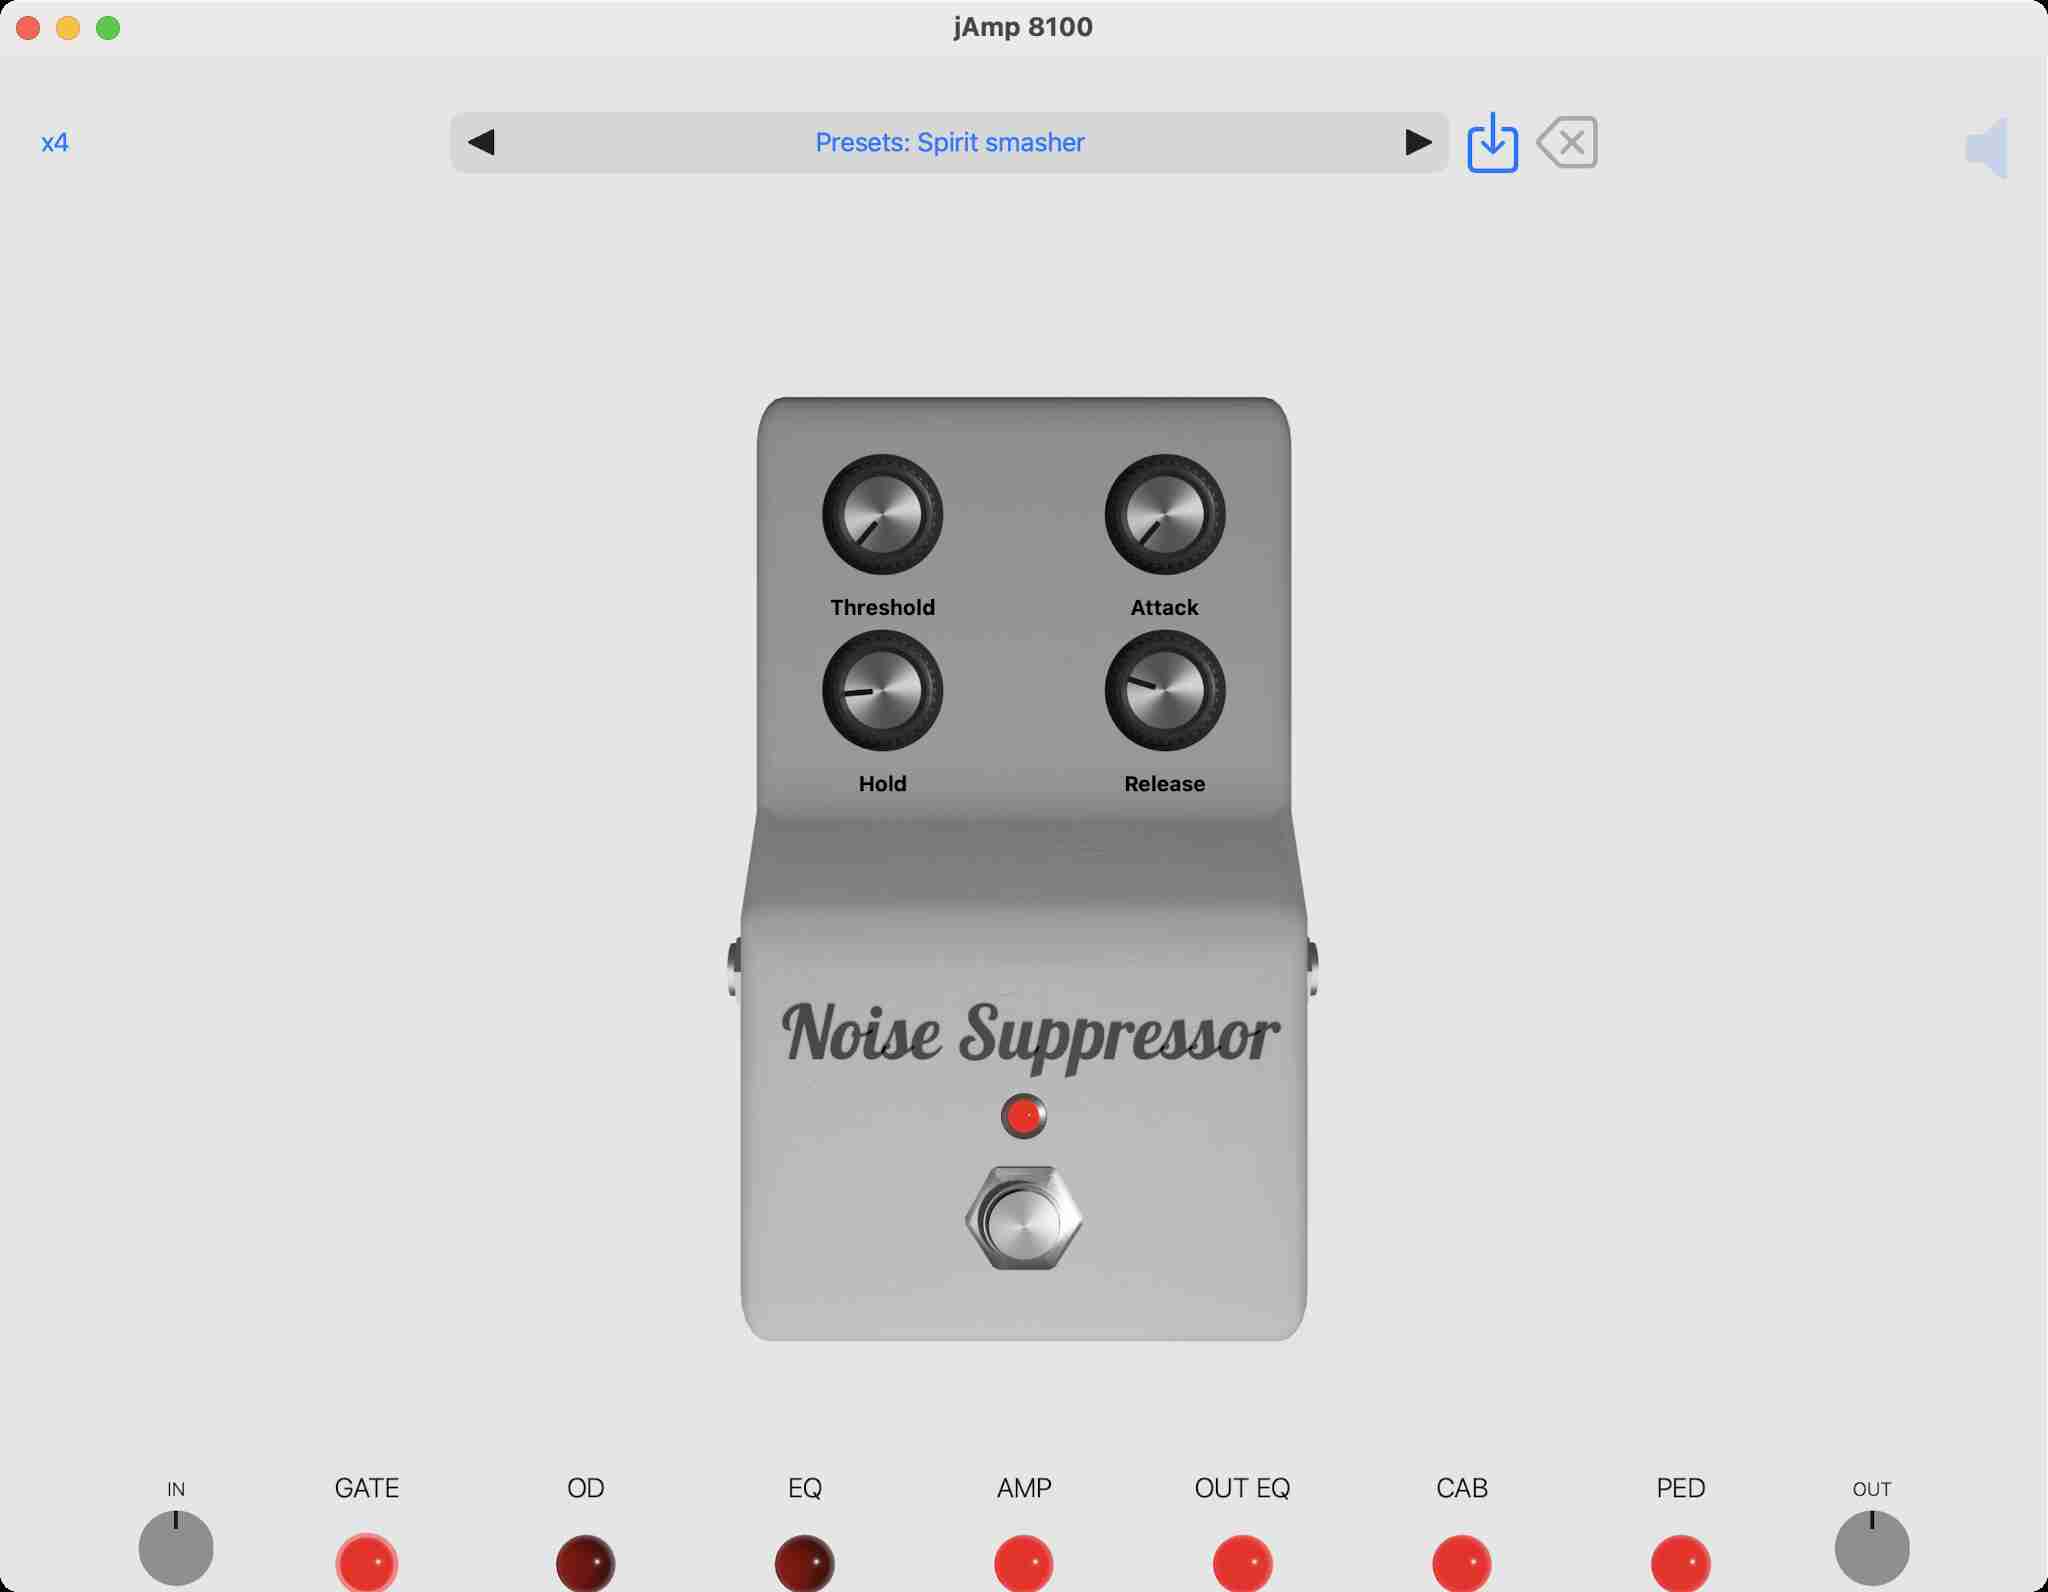 jAmp 8100
x4
Presets: Spirit smasher
Threshold
Attack
Hold
Release
Noise Suppressor
IN
GATE
OD
EQ
AMP
OUT EQ
CAB
PED
OUT